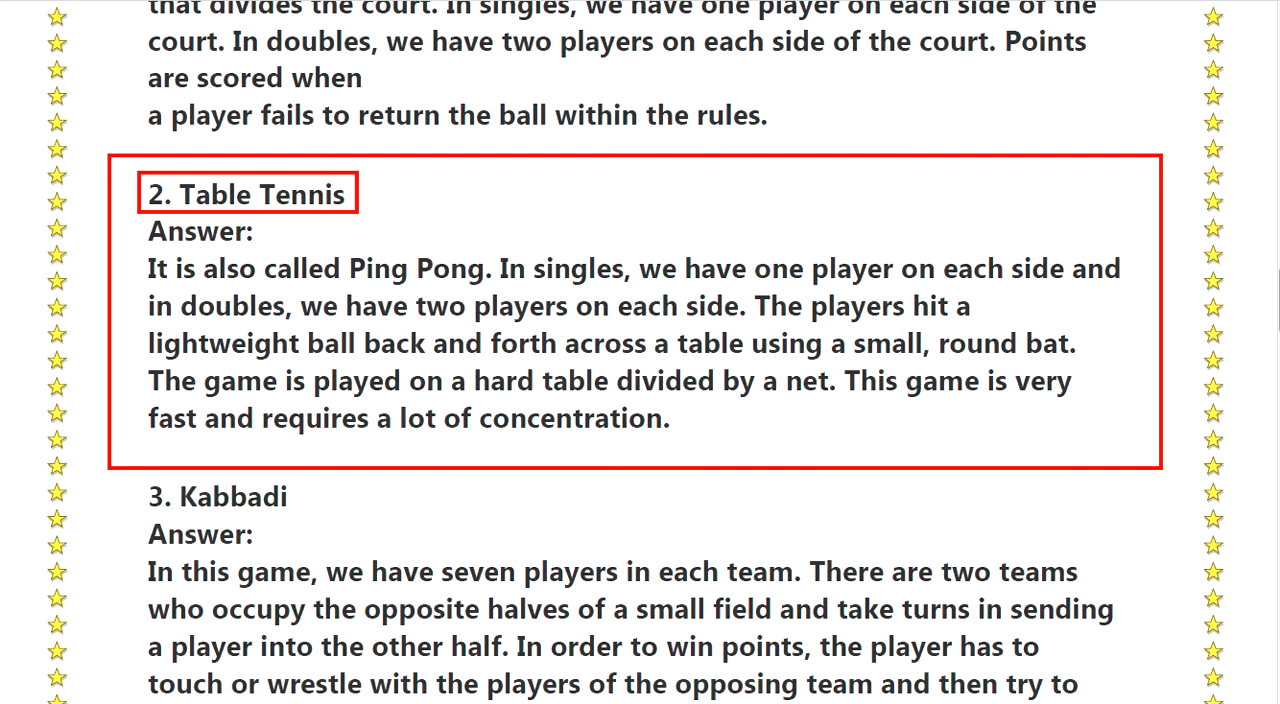 that divides the court. In singles, we have one player on each side of the
court. In doubles, we have two players on each side of the court. Points
are scored when
a player fails to return the ball within the rules.
2. Table Tennis
Answer:
It is also called Ping Pong. In singles, we have one player on each side and
in doubles, we have two players on each side. The players hit a
lightweight ball back and forth across a table using a small, round bat.
The game is played on a hard table divided by a net. This game is very
fast and requires a lot of concentration.
3. Kabbadi
Answer:
In this game, we have seven players in each team. There are two teams
who occupy the opposite halves of a small field and take turns in sending
a player into the other half. In order to win points, the player has to
touch or wrestle with the players of the opposing team and then try to